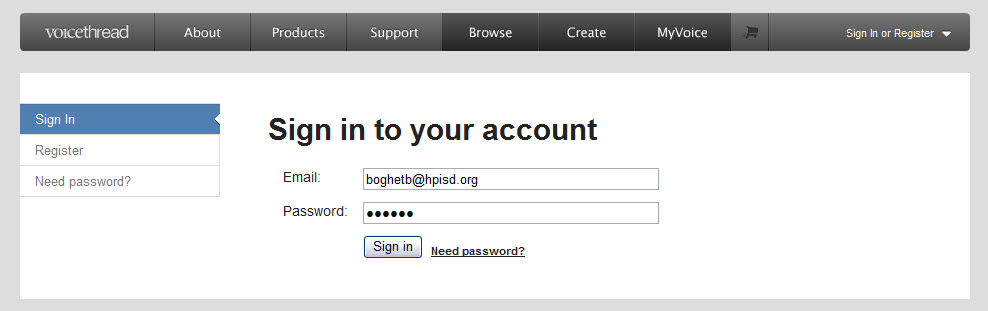 voicethread About Products Support Browse Create MyVoice Sign In or Register
Sign In
Register
Need password?
Sign in to your account
Email: boghetb@hpisd.org
Password: ●●●●●●
Sign in Need password?